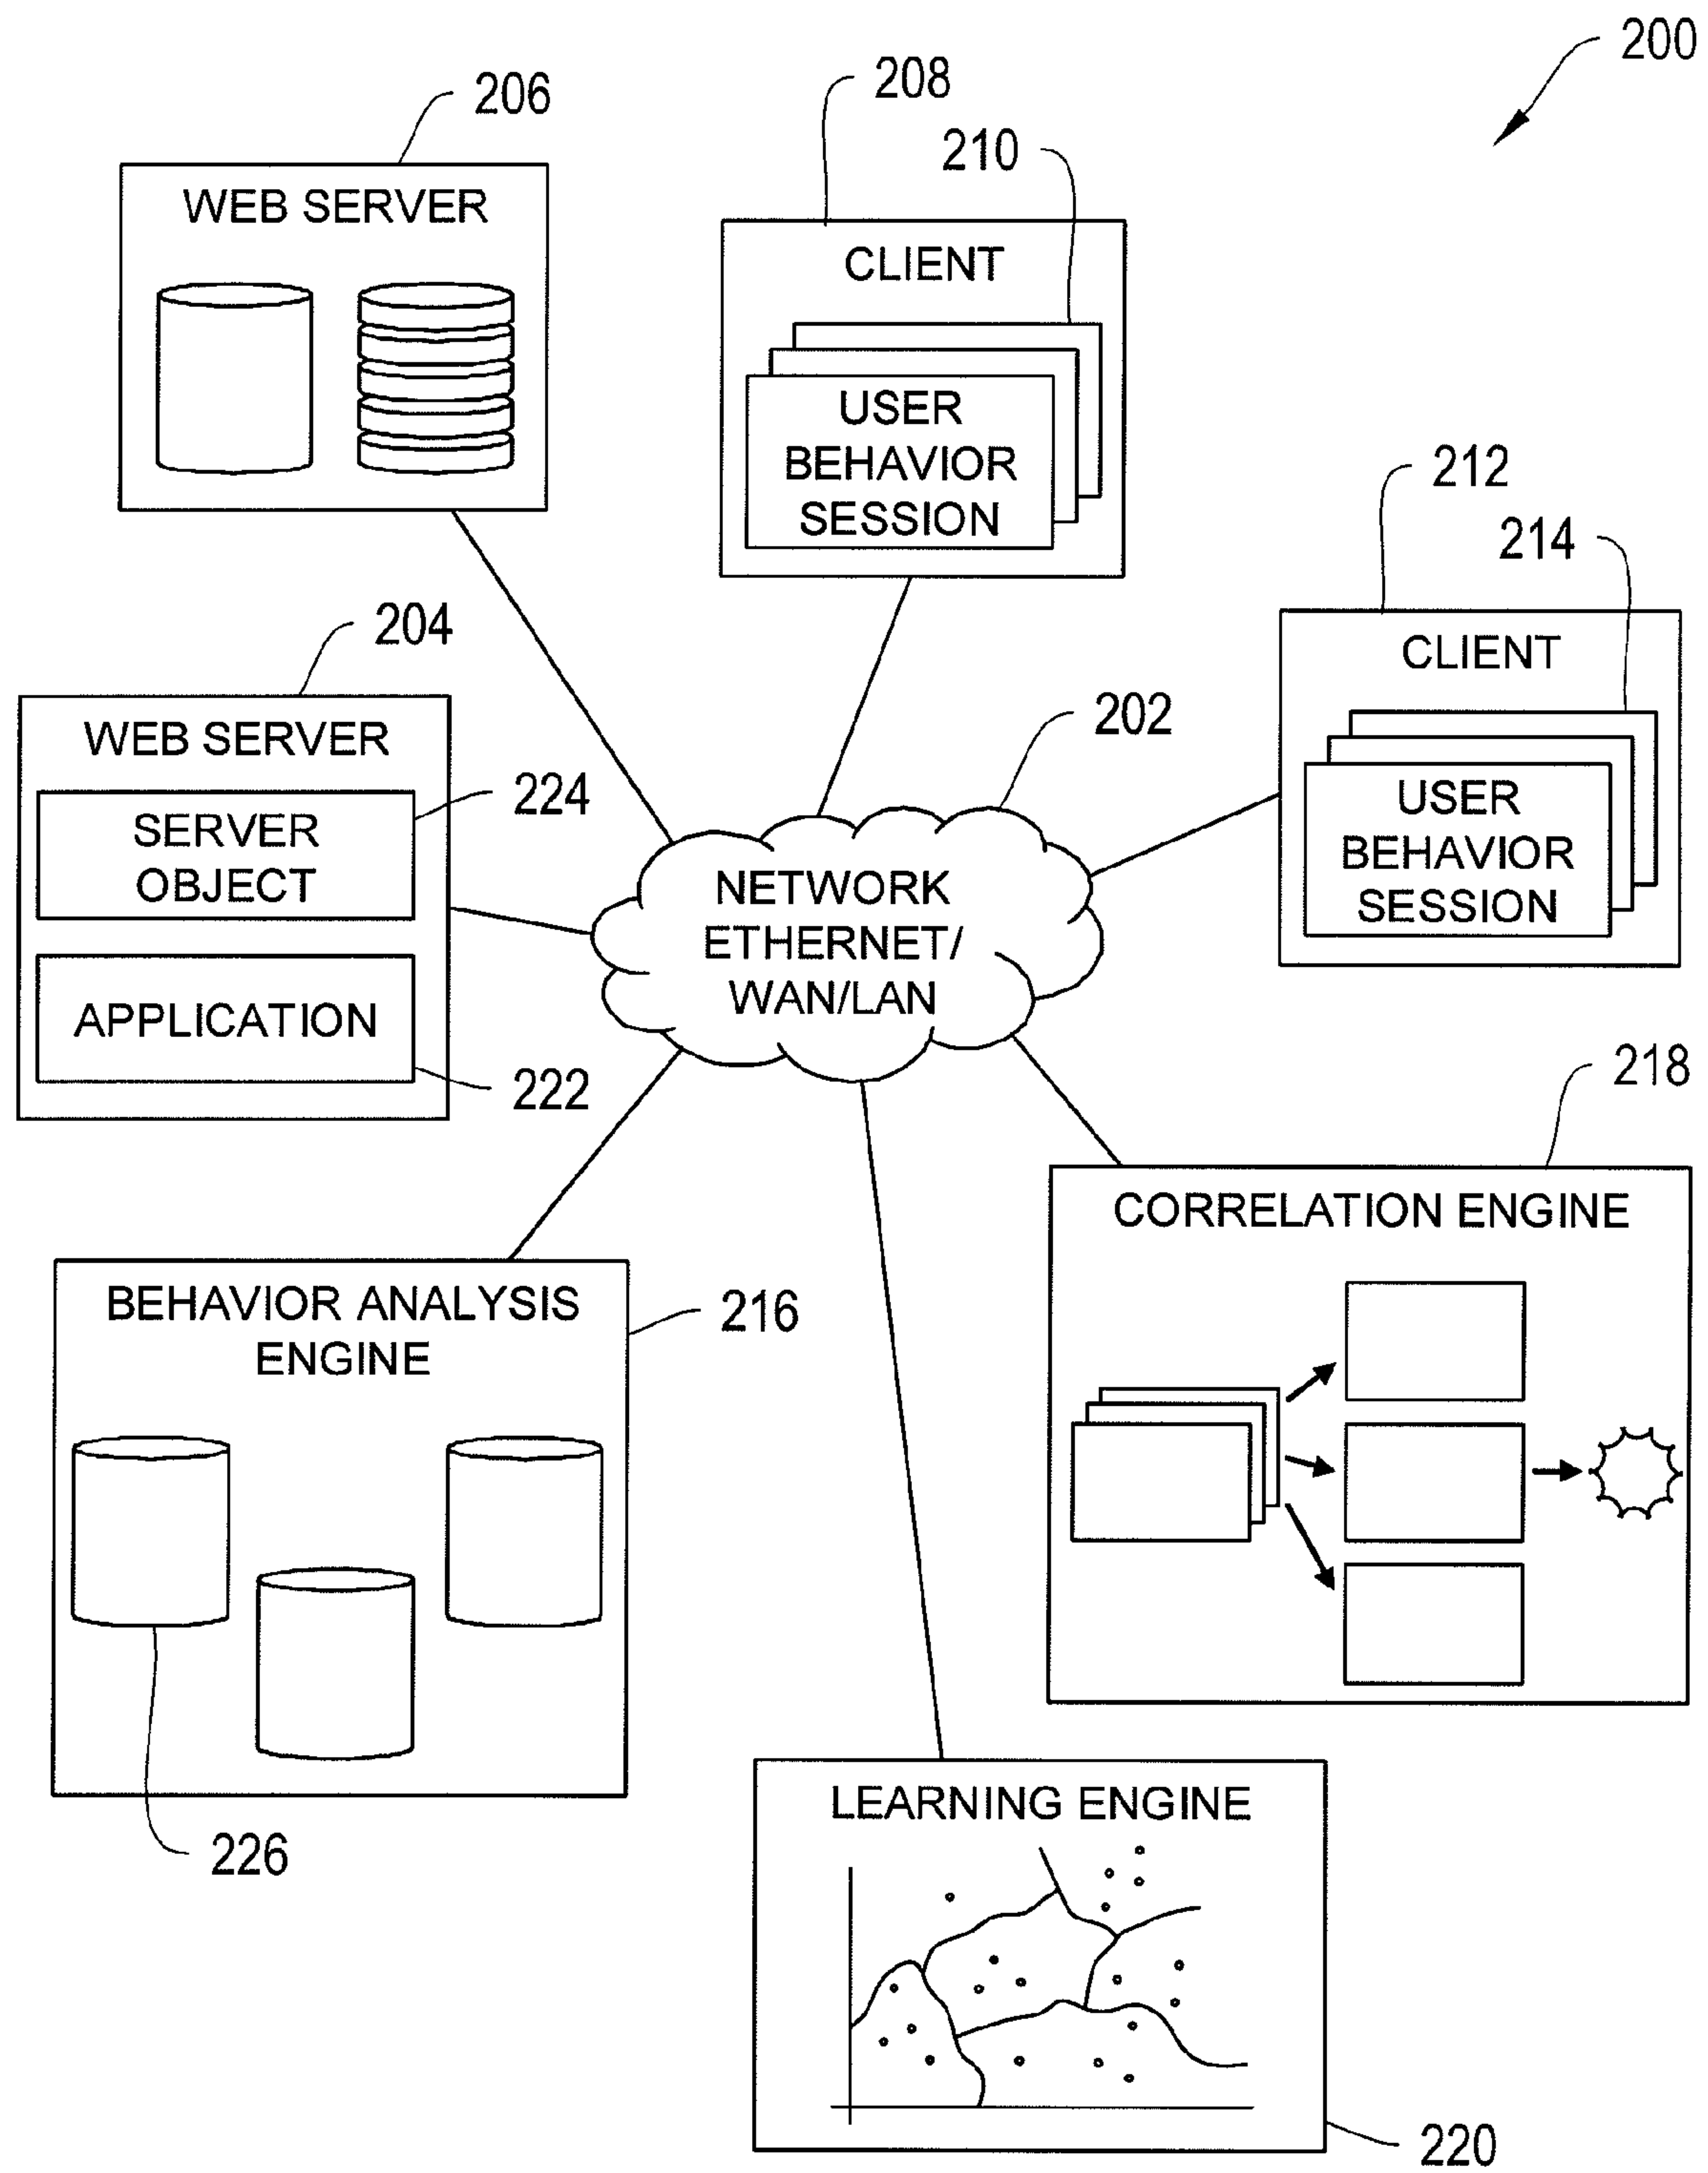 200
206
WEB SERVER
208
210
CLIENT
USER
BEHAVIOR
SESSION
212
214
CLIENT
USER
BEHAVIOR
SESSION
204
WEB SERVER
224
SERVER
OBJECT
APPLICATION
222
202
NETWORK
ETHERNET/
WAN/LAN
218
CORRELATION ENGINE
BEHAVIOR ANALYSIS
ENGINE
216
226
LEARNING ENGINE
220